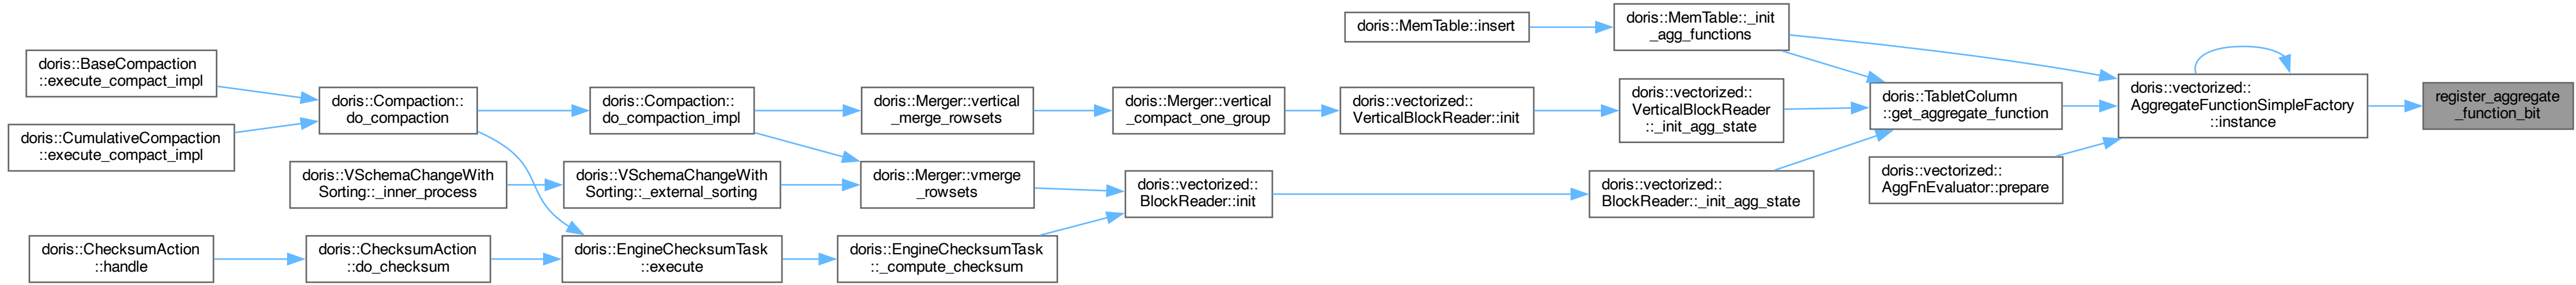 doris::MemTable::insert
doris::MemTable::_init
_agg_functions
doris::BaseCompaction
::execute_compact_impl
doris::CumulativeCompaction
::execute_compact_impl
doris::Compaction::
do_compaction
doris::Compaction::
do_compaction_impl
doris::Merger::vertical
_merge_rowsets
doris::Merger::vertical
_compact_one_group
doris::vectorized::
VerticalBlockReader::init
doris::vectorized::
VerticalBlockReader
::_init_agg_state
doris::TabletColumn
::get_aggregate_function
doris::vectorized::
AggregateFunctionSimpleFactory
::instance
register_aggregate
_function_bit
doris::VSchemaChangeWith
Sorting::_inner_process
doris::VSchemaChangeWith
Sorting::_external_sorting
doris::Merger::vmerge
_rowsets
doris::vectorized::
BlockReader::init
doris::vectorized::
BlockReader::_init_agg_state
doris::vectorized::
AggFnEvaluator::prepare
doris::ChecksumAction
::handle
doris::ChecksumAction
::do_checksum
doris::EngineChecksumTask
::execute
doris::EngineChecksumTask
::_compute_checksum